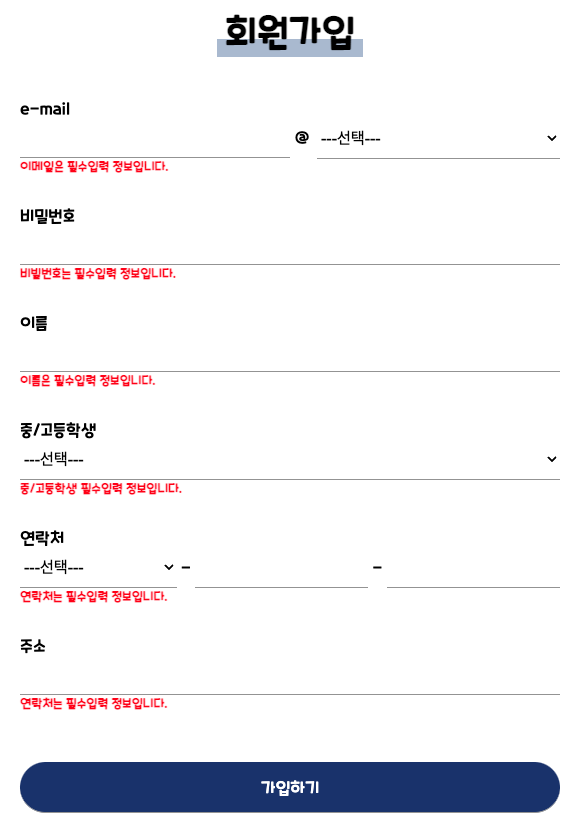 회원가입
e-mail
@ ---선택---
이메일은 필수입력 정보입니다.
비밀번호
비밀번호는 필수입력 정보입니다.
이름
이름은 필수입력 정보입니다.
중/고등학생
---선택---
중/고등학생 필수입력 정보입니다.
연락처
---선택--- - -
연락처는 필수입력 정보입니다.
주소
연락처는 필수입력 정보입니다.
가입하기